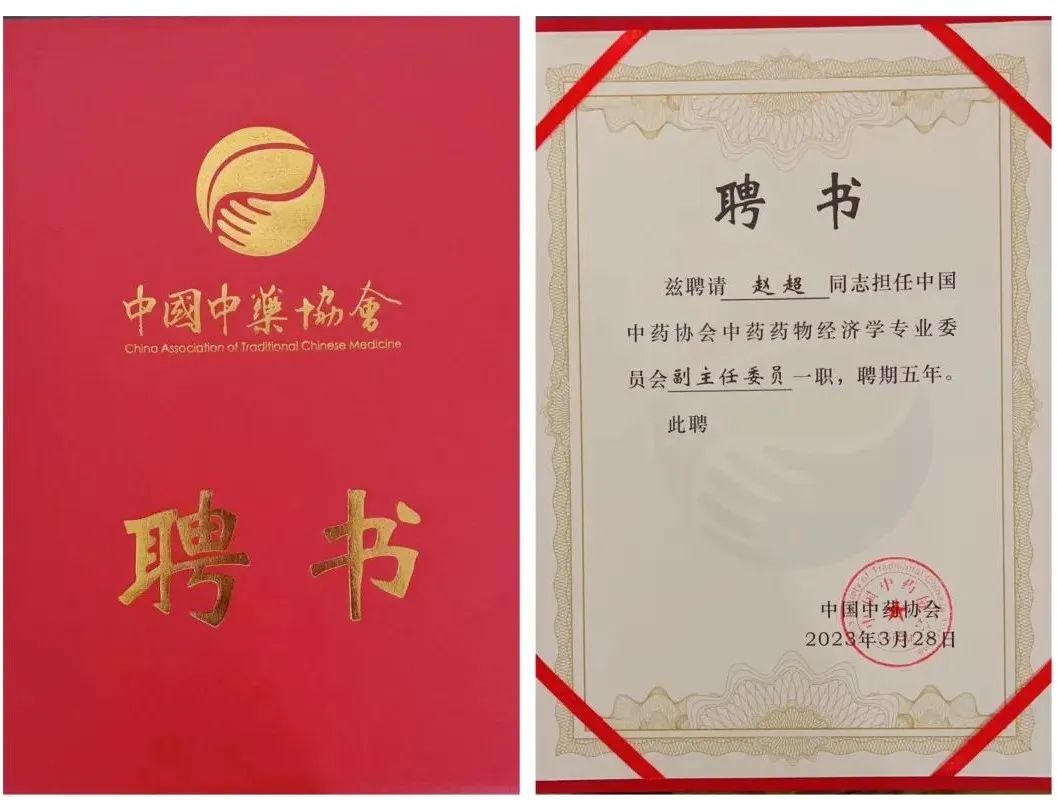 中國中藥協會
China Association of Traditional Chinese Medicine
聘书
聘书
兹聘请 赵超 同志担任中国
中药协会中药药物经济学专业委
员会副主任委员一职，聘期五年。
此聘
中国中药协会
2023年3月28日